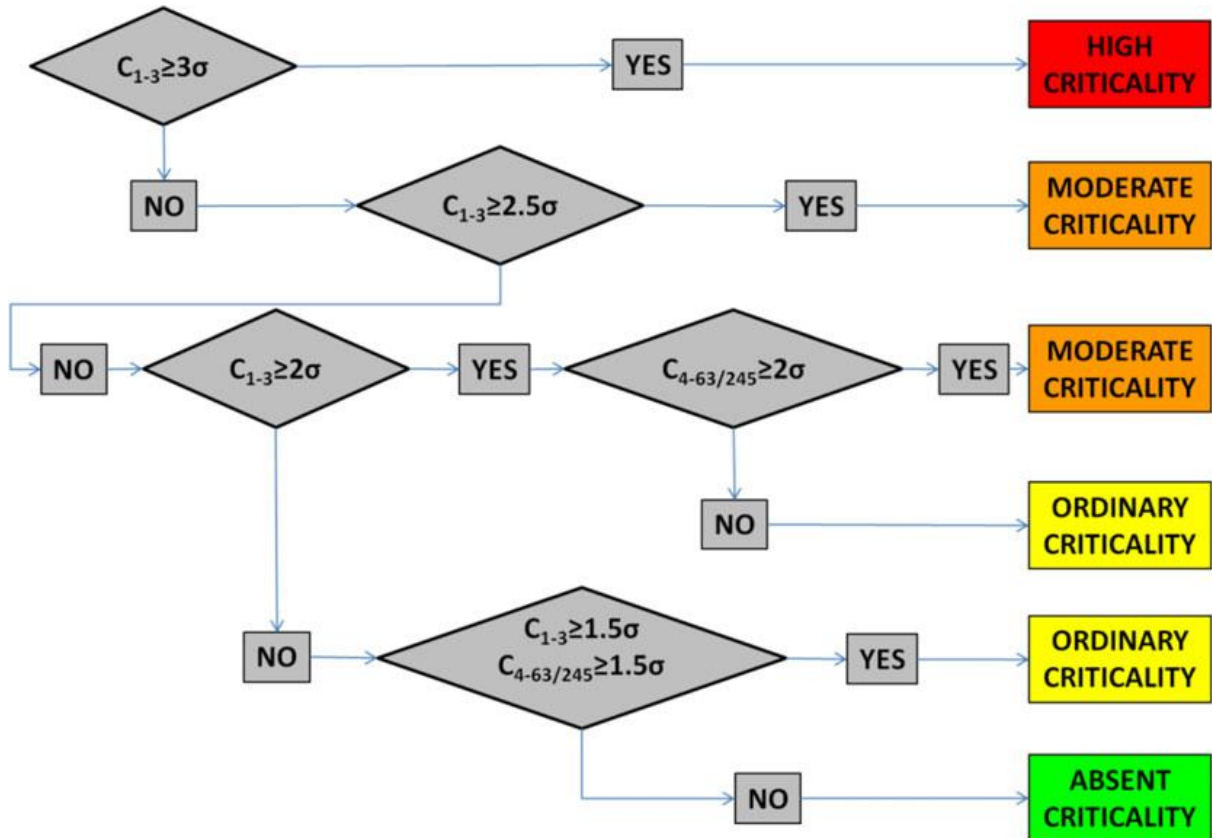 C₁₋₃≥3σ
YES
HIGH
CRITICALITY
NO
C₁₋₃≥2.5σ
YES
MODERATE
CRITICALITY
NO
C₁₋₃≥2σ
YES
C₄₋₆₃/₂₄₅≥2σ
YES
MODERATE
CRITICALITY
NO
ORDINARY
CRITICALITY
NO
C₁₋₃≥1.5σ
C₄₋₆₃/₂₄₅≥1.5σ
YES
ORDINARY
CRITICALITY
NO
ABSENT
CRITICALITY